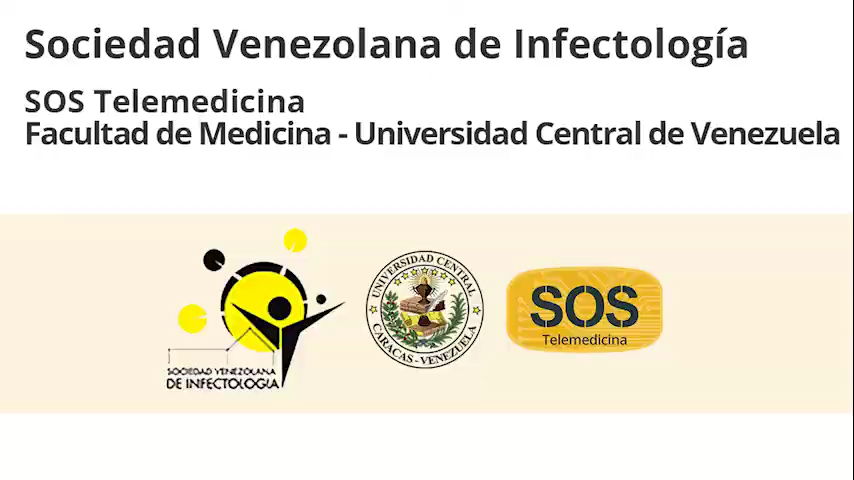 Sociedad Venezolana de Infectología
SOS Telemedicina
Facultad de Medicina - Universidad Central de Venezuela
SOCIEDAD VENEZOLANA
DE INFECTOLOGIA
UNIVERSIDAD CENTRAL
CARACAS - VENEZUELA
SOS
Telemedicina